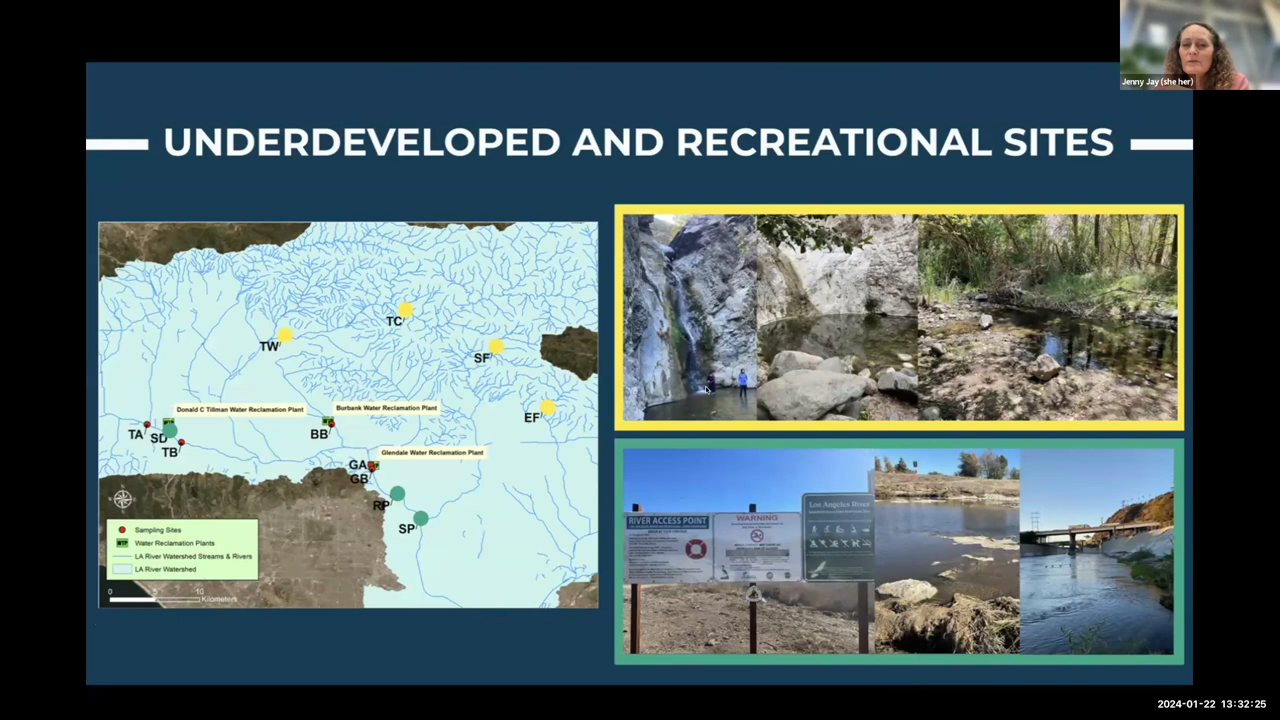 Jenny Jay (she her)
UNDERDEVELOPED AND RECREATIONAL SITES
TC
TW
SF
EF
Donald C Tillman Water Reclamation Plant
Burbank Water Reclamation Plant
TA
SD
TB
BB
Glendale Water Reclamation Plant
GA
GB
RP
SP
Sampling Sites
WRP
Water Reclamation Plants
LA River Watershed Streams & Rivers
LA River Watershed
0 5 10
Kilometers
RIVER ACCESS POINT
WARNING
Los Angeles River
2024-01-22 13:32:25